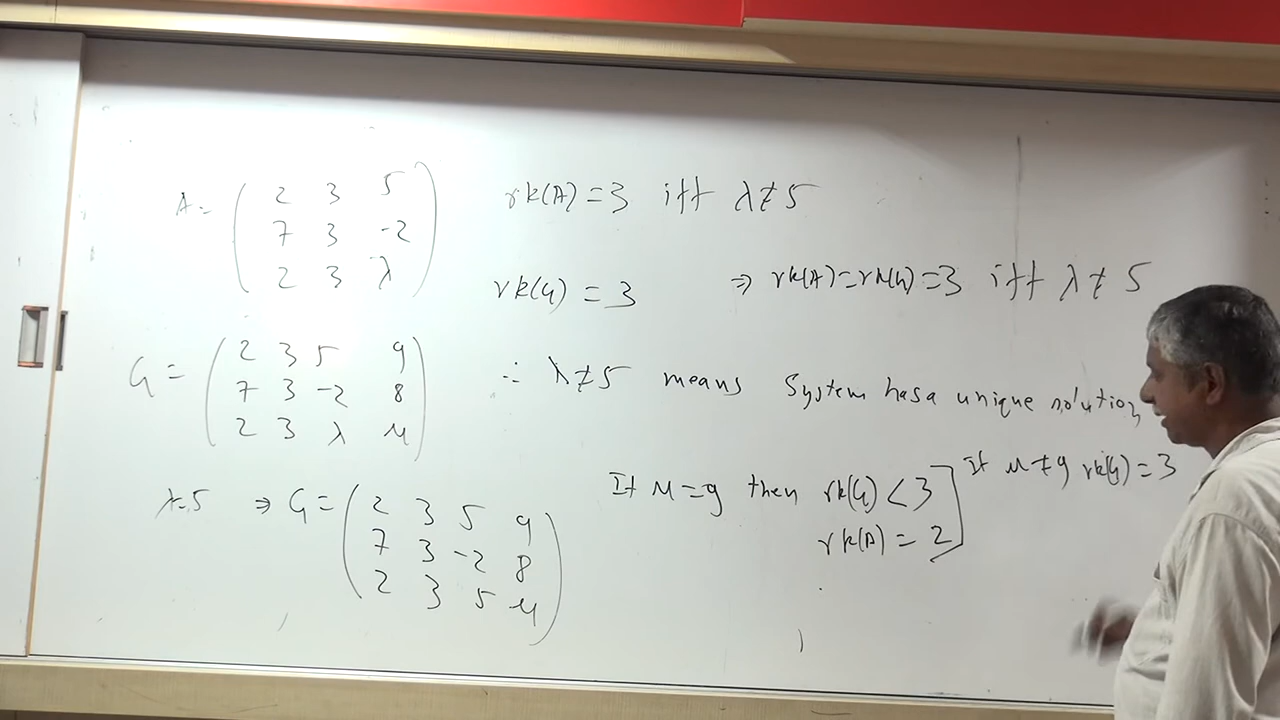 A = ( 2 3 5
7 3 -2
2 3 λ )
rk(A) = 3 iff λ ≠ 5
rk(G) = 3 ⇒ rk(A) = rk(G) = 3 iff λ ≠ 5
G = ( 2 3 5 9
7 3 -2 8
2 3 λ μ )
∴ λ ≠ 5 means System has a unique solution
λ = 5 ⇒ G = ( 2 3 5 9
7 3 -2 8
2 3 5 μ )
If μ = 9 then rk(G) < 3
rk(A) = 2 ]
If μ ≠ 9 rk(G) = 3